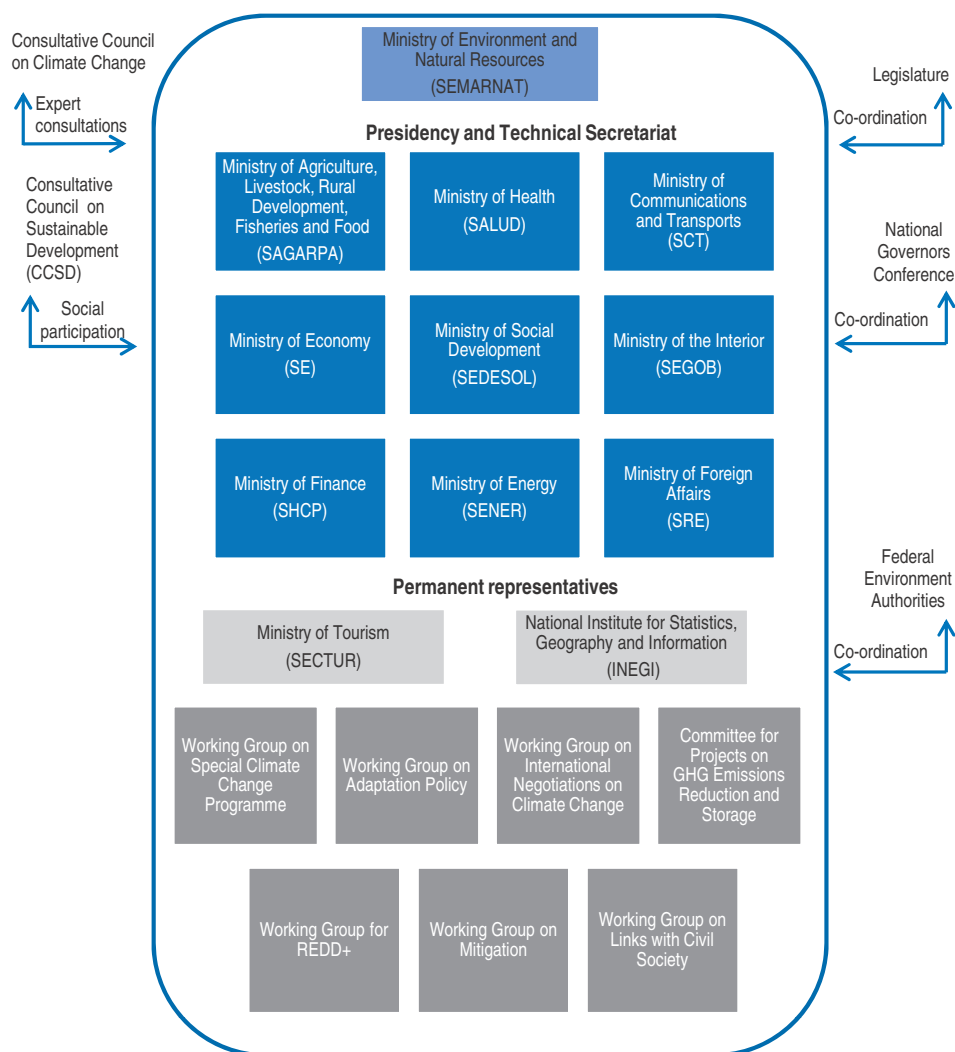 Consultative Council
on Climate Change
Expert
consultations
Consultative
Council on
Sustainable
Development
(CCSD)
Social
participation
Ministry of Environment and
Natural Resources
(SEMARNAT)
Presidency and Technical Secretariat
Ministry of Agriculture,
Livestock, Rural
Development,
Fisheries and Food
(SAGARPA)
Ministry of Health
(SALUD)
Ministry of
Communications
and Transports
(SCT)
Ministry of Economy
(SE)
Ministry of Social
Development
(SEDESOL)
Ministry of the Interior
(SEGOB)
Ministry of Finance
(SHCP)
Ministry of Energy
(SENER)
Ministry of Foreign
Affairs
(SRE)
Permanent representatives
Ministry of Tourism
(SECTUR)
National Institute for Statistics,
Geography and Information
(INEGI)
Working Group on
Special Climate
Change
Programme
Working Group on
Adaptation Policy
Working Group on
International
Negotiations on
Climate Change
Committee for
Projects on
GHG Emissions
Reduction and
Storage
Working Group for
REDD+
Working Group on
Mitigation
Working Group on
Links with Civil
Society
Legislature
Co-ordination
National
Governors
Conference
Co-ordination
Federal
Environment
Authorities
Co-ordination